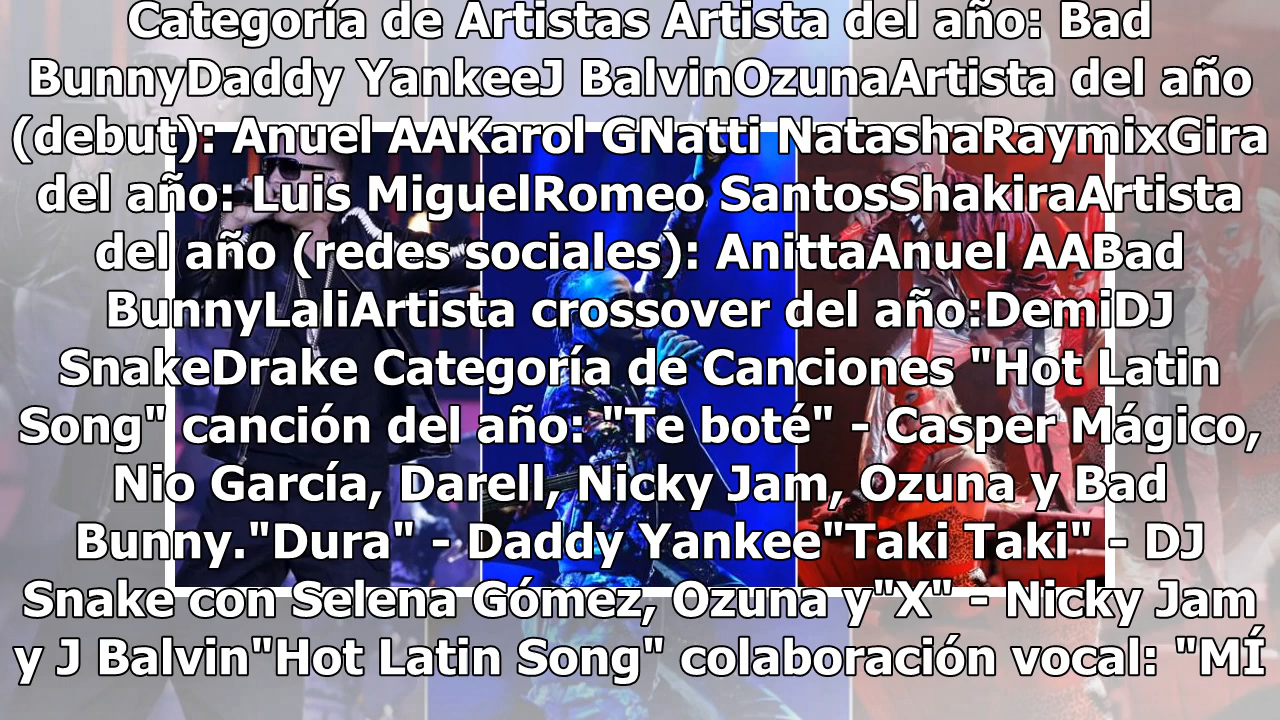 Categoría de Artistas Artista del año: Bad
BunnyDaddy YankeeJ BalvinOzunaArtista del año
(debut): Anuel AAKarol GNatti NatashaRaymixGira
del año: Luis MiguelRomeo SantosShakiraArtista
del año (redes sociales): AnittaAnuel AABad
BunnyLaliArtista crossover del año:DemiDJ
SnakeDrake Categoría de Canciones "Hot Latin
Song" canción del año: "Te boté" - Casper Mágico,
Nio García, Darell, Nicky Jam, Ozuna y Bad
Bunny."Dura" - Daddy Yankee"Taki Taki" - DJ
Snake con Selena Gómez, Ozuna y"X" - Nicky Jam
y J Balvin"Hot Latin Song" colaboración vocal: "MÍ